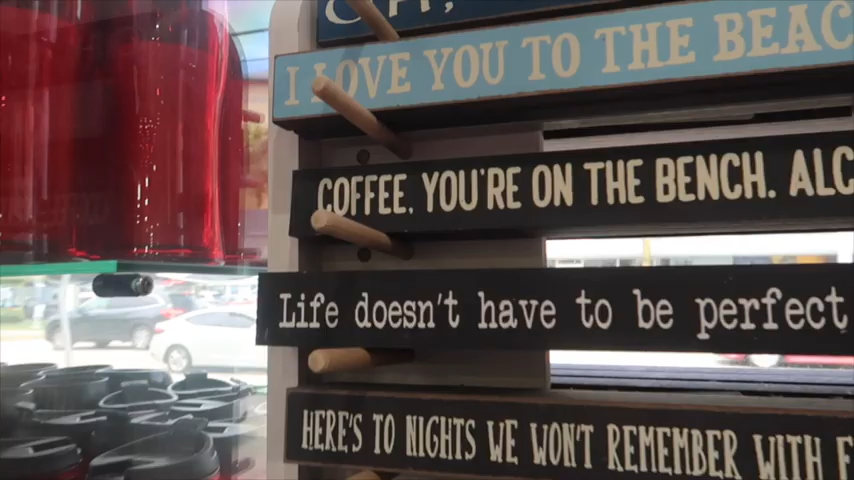 I LOVE YOU TO THE BEAC
COFFEE, YOU'RE ON THE BENCH. ALC
Life doesn't have to be perfect
HERE'S TO NIGHTS WE WON'T REMEMBER WITH F